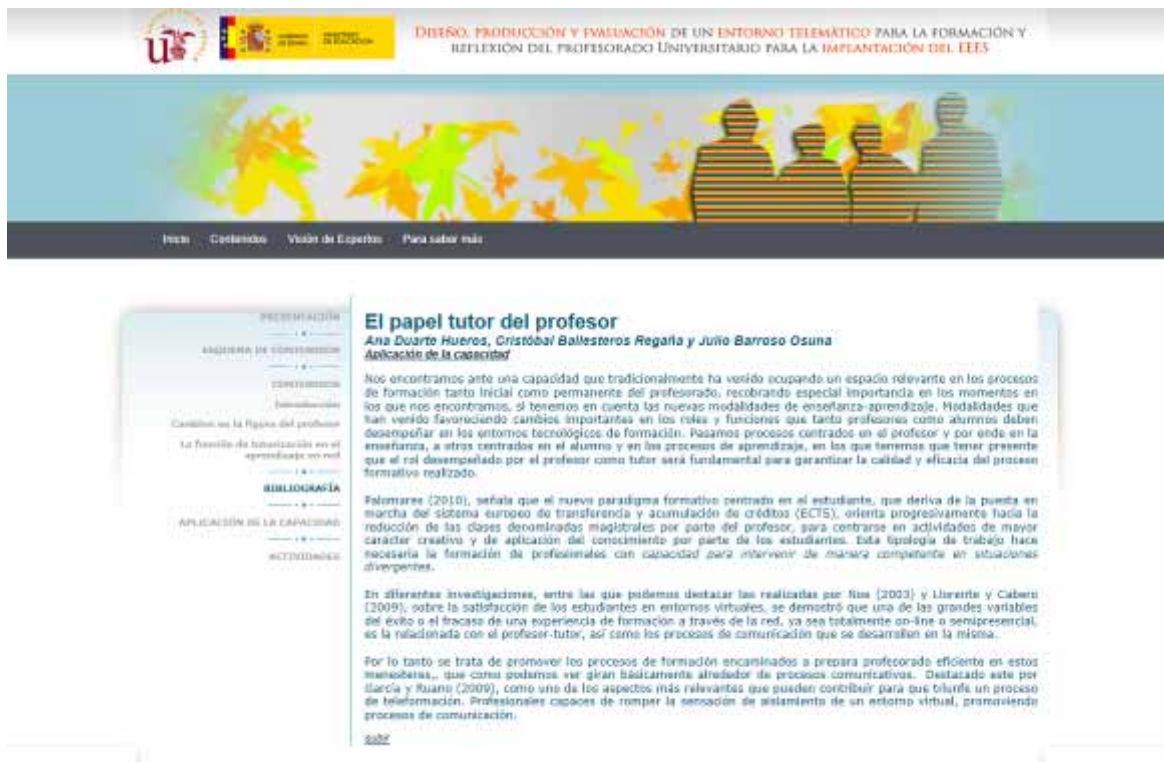 DISEÑO, PRODUCCIÓN Y EVALUACIÓN DE UN ENTORNO TELEMÁTICO PARA LA FORMACIÓN Y
REFLEXIÓN DEL PROFESORADO UNIVERSITARIO PARA LA IMPLANTACIÓN DEL EEES
GOBIERNO DE ESPAÑA
MINISTERIO DE EDUCACIÓN
Inicio Contenidos Visión de Expertos Para saber más
PRESENTACIÓN
ESQUEMA DE CONTENIDOS
CONTENIDOS
Introducción
Cambios en la figura del profesor
La función de tutorización en el
aprendizaje en red
BIBLIOGRAFÍA
APLICACIÓN DE LA CAPACIDAD
ACTIVIDADES
El papel tutor del profesor
Ana Duarte Hueros, Cristóbal Ballesteros Regaña y Julio Barroso Osuna
Aplicación de la capacidad
Nos encontramos ante una capacidad que tradicionalmente ha venido ocupando un espacio relevante en los procesos
de formación tanto inicial como permanente del profesorado, recobrando especial importancia en los momentos en
los que nos encontramos, si tenemos en cuenta las nuevas modalidades de enseñanza-aprendizaje. Modalidades que
han venido favoreciendo cambios importantes en los roles y funciones que tanto profesores como alumnos deben
desempeñar en los entornos tecnológicos de formación. Pasamos procesos centrados en el profesor y por ende en la
enseñanza, a otros centrados en el alumno y en los procesos de aprendizaje, en los que tenemos que tener presente
que el rol desempeñado por el profesor como tutor será fundamental para garantizar la calidad y eficacia del proceso
formativo realizado.
Palomares (2010), señala que el nuevo paradigma formativo centrado en el estudiante, que deriva de la puesta en
marcha del sistema europeo de transferencia y acumulación de créditos (ECTS), orienta progresivamente hacia la
reducción de las clases denominadas magistrales por parte del profesor, para centrarse en actividades de mayor
carácter creativo y de aplicación del conocimiento por parte de los estudiantes. Esta tipología de trabajo hace
necesaria la formación de profesionales con capacidad para intervenir de manera competente en situaciones
divergentes.
En diferentes investigaciones, entre las que podemos destacar las realizadas por Noa (2003) y Llorente y Cabero
(2009), sobre la satisfacción de los estudiantes en entornos virtuales, se demostró que una de las grandes variables
del éxito o el fracaso de una experiencia de formación a través de la red, ya sea totalmente on-line o semipresencial,
es la relacionada con el profesor-tutor, así como los procesos de comunicación que se desarrollen en la misma.
Por lo tanto se trata de promover los procesos de formación encaminados a prepara profesorado eficiente en estos
menesteres,, que como podemos ver giran básicamente alrededor de procesos comunicativos. Destacado este por
García y Ruano (2009), como uno de los aspectos más relevantes que pueden contribuir para que triunfe un proceso
de teleformación. Profesionales capaces de romper la sensación de aislamiento de un entorno virtual, promoviendo
procesos de comunicación.
subir